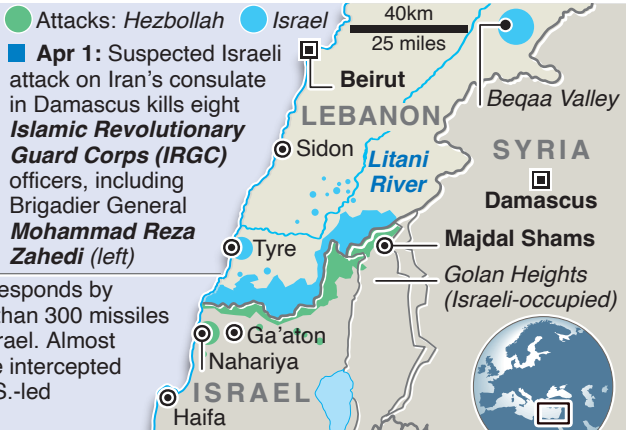 Attacks: Hezbollah Israel
Apr 1: Suspected Israeli
attack on Iran's consulate
in Damascus kills eight
Islamic Revolutionary
Guard Corps (IRGC)
officers, including
Brigadier General
Mohammad Reza
Zahedi (left)
esponds by
than 300 missiles
rael. Almost
e intercepted
S.-led
40km
25 miles
Beirut
Beqaa Valley
LEBANON
Sidon
SYRIA
Litani
River
Damascus
Tyre
Majdal Shams
Golan Heights
(Israeli-occupied)
Ga'aton
Nahariya
ISRAEL
Haifa